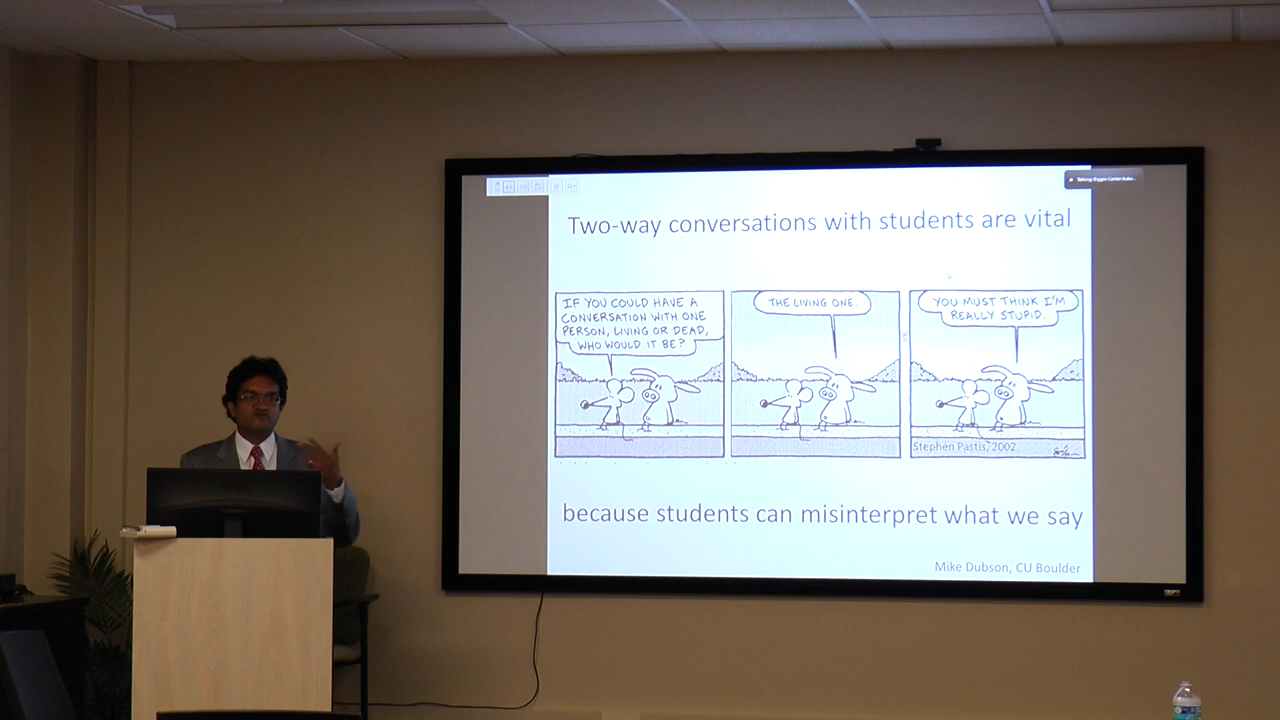 Two-way conversations with students are vital
IF YOU COULD HAVE A
CONVERSATION WITH ONE
PERSON, LIVING OR DEAD,
WHO WOULD IT BE?
THE LIVING ONE.
YOU MUST THINK I'M
REALLY STUPID.
Stephen Pastis, 2002
because students can misinterpret what we say
Mike Dubson, CU Boulder